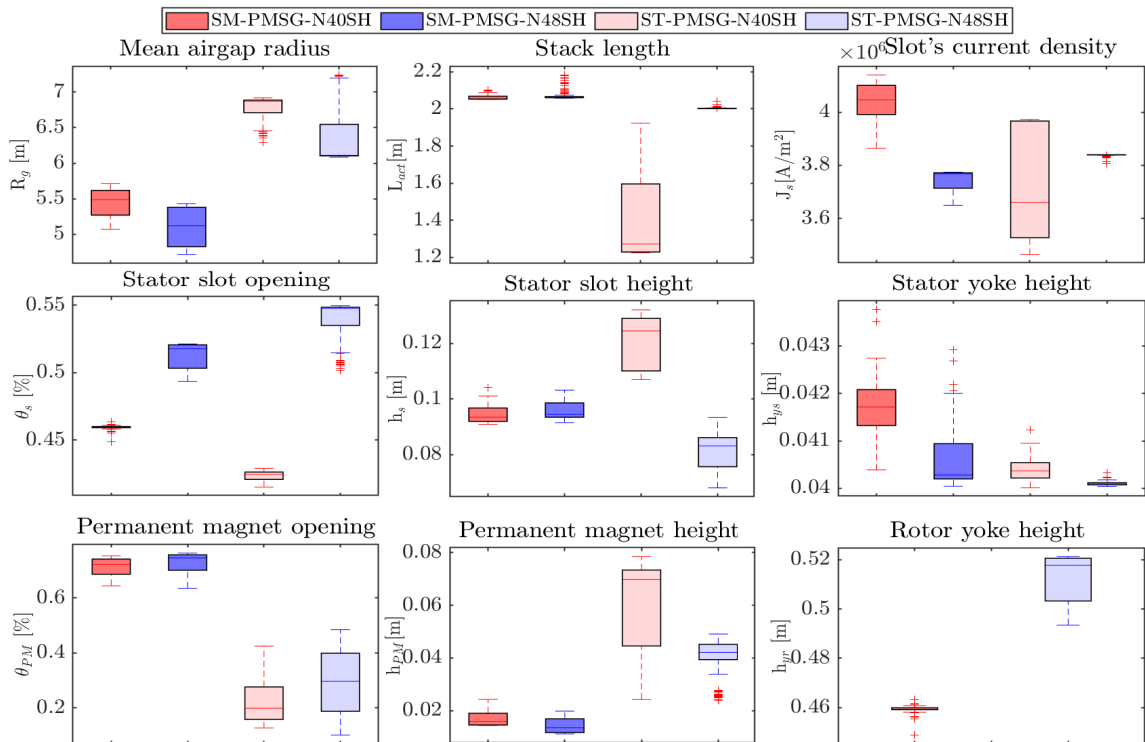 SM-PMSG-N40SH SM-PMSG-N48SH ST-PMSG-N40SH ST-PMSG-N48SH
Mean airgap radius
R_g [m]
7
6.5
6
5.5
5
Stack length
L_act[m]
2.2
2
1.8
1.6
1.4
1.2
×10^6 Slot's current density
J_s[A/m^2]
4
3.8
3.6
Stator slot opening
θ_s [%]
0.55
0.5
0.45
Stator slot height
h_s [m]
0.12
0.1
0.08
Stator yoke height
h_ys [m]
0.043
0.042
0.041
0.04
Permanent magnet opening
θ_PM [%]
0.6
0.4
0.2
Permanent magnet height
h_PM[m]
0.08
0.06
0.04
0.02
Rotor yoke height
h_yr [m]
0.52
0.5
0.48
0.46